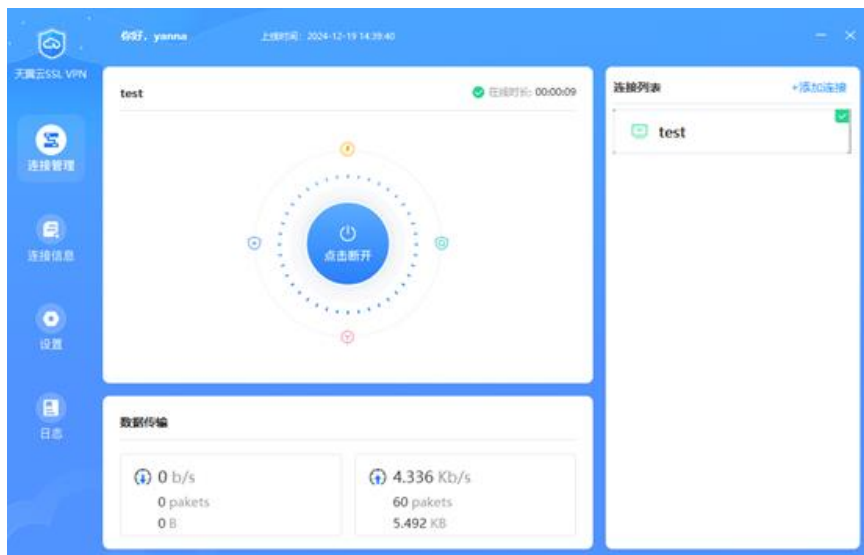 你好，yanna
上线时间：2024-12-19 14:39:40
天翼云SSL VPN
连接管理
连接信息
设置
日志
test
在线时长: 00:00:09
点击断开
数据传输
0 b/s
0 pakets
0 B
4.336 Kb/s
60 pakets
5.492 KB
连接列表
+添加连接
test